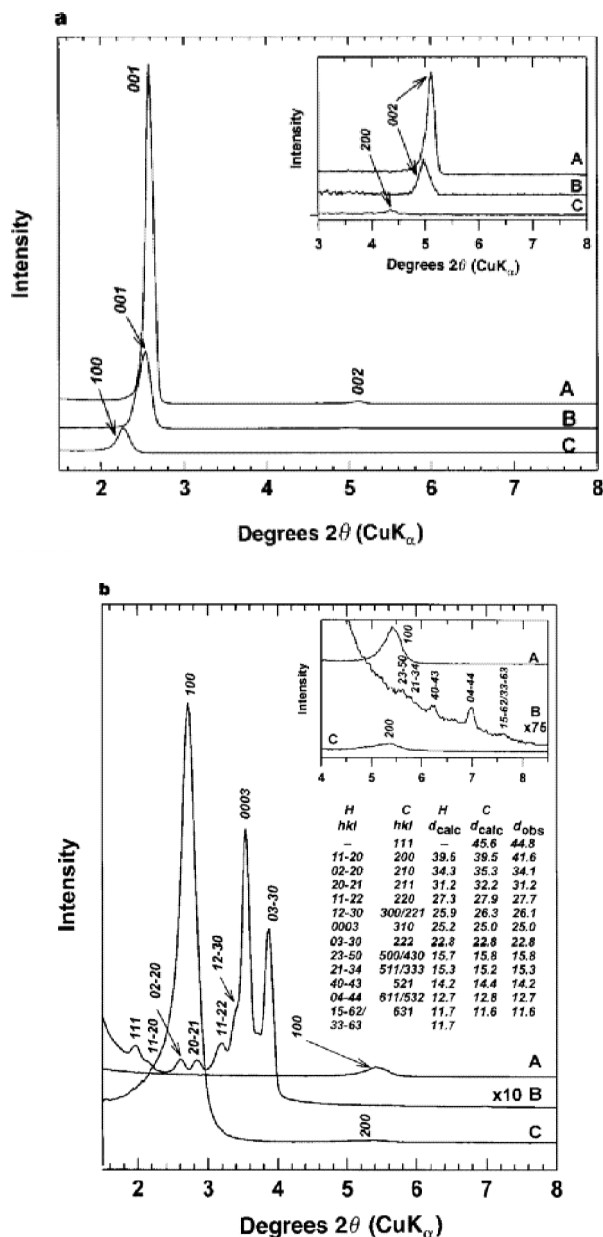 a
001
001
100
002
A
B
C
Intensity
2 3 4 5 6 7 8
Degrees 2θ (CuKα)
002
200
A
B
C
Intensity
3 4 5 6 7 8
Degrees 2θ (CuKα)
b
100
0003
03-30
12-30
02-20
11-22
111
11-20
20-21
100
200
A
x10 B
C
Intensity
2 3 4 5 6 7 8
Degrees 2θ (CuKα)
100
23-50
21-34
40-43
04-44
15-62/33-63
200
A
B
x75
C
Intensity
4 5 6 7 8
H C H C
hkl hkl dcalc dcalc dobs
– 111 – 45.6 44.8
11-20 200 39.6 39.5 41.6
02-20 210 34.3 35.3 34.1
20-21 211 31.2 32.2 31.2
11-22 220 27.3 27.9 27.7
12-30 300/221 25.9 26.3 26.1
0003 310 25.2 25.0 25.0
03-30 222 22.8 22.8 22.8
23-50 500/430 15.7 15.8 15.8
21-34 511/333 15.3 15.2 15.3
40-43 521 14.2 14.4 14.2
04-44 611/532 12.7 12.8 12.7
15-62/ 631 11.7 11.6 11.6
33-63 11.7